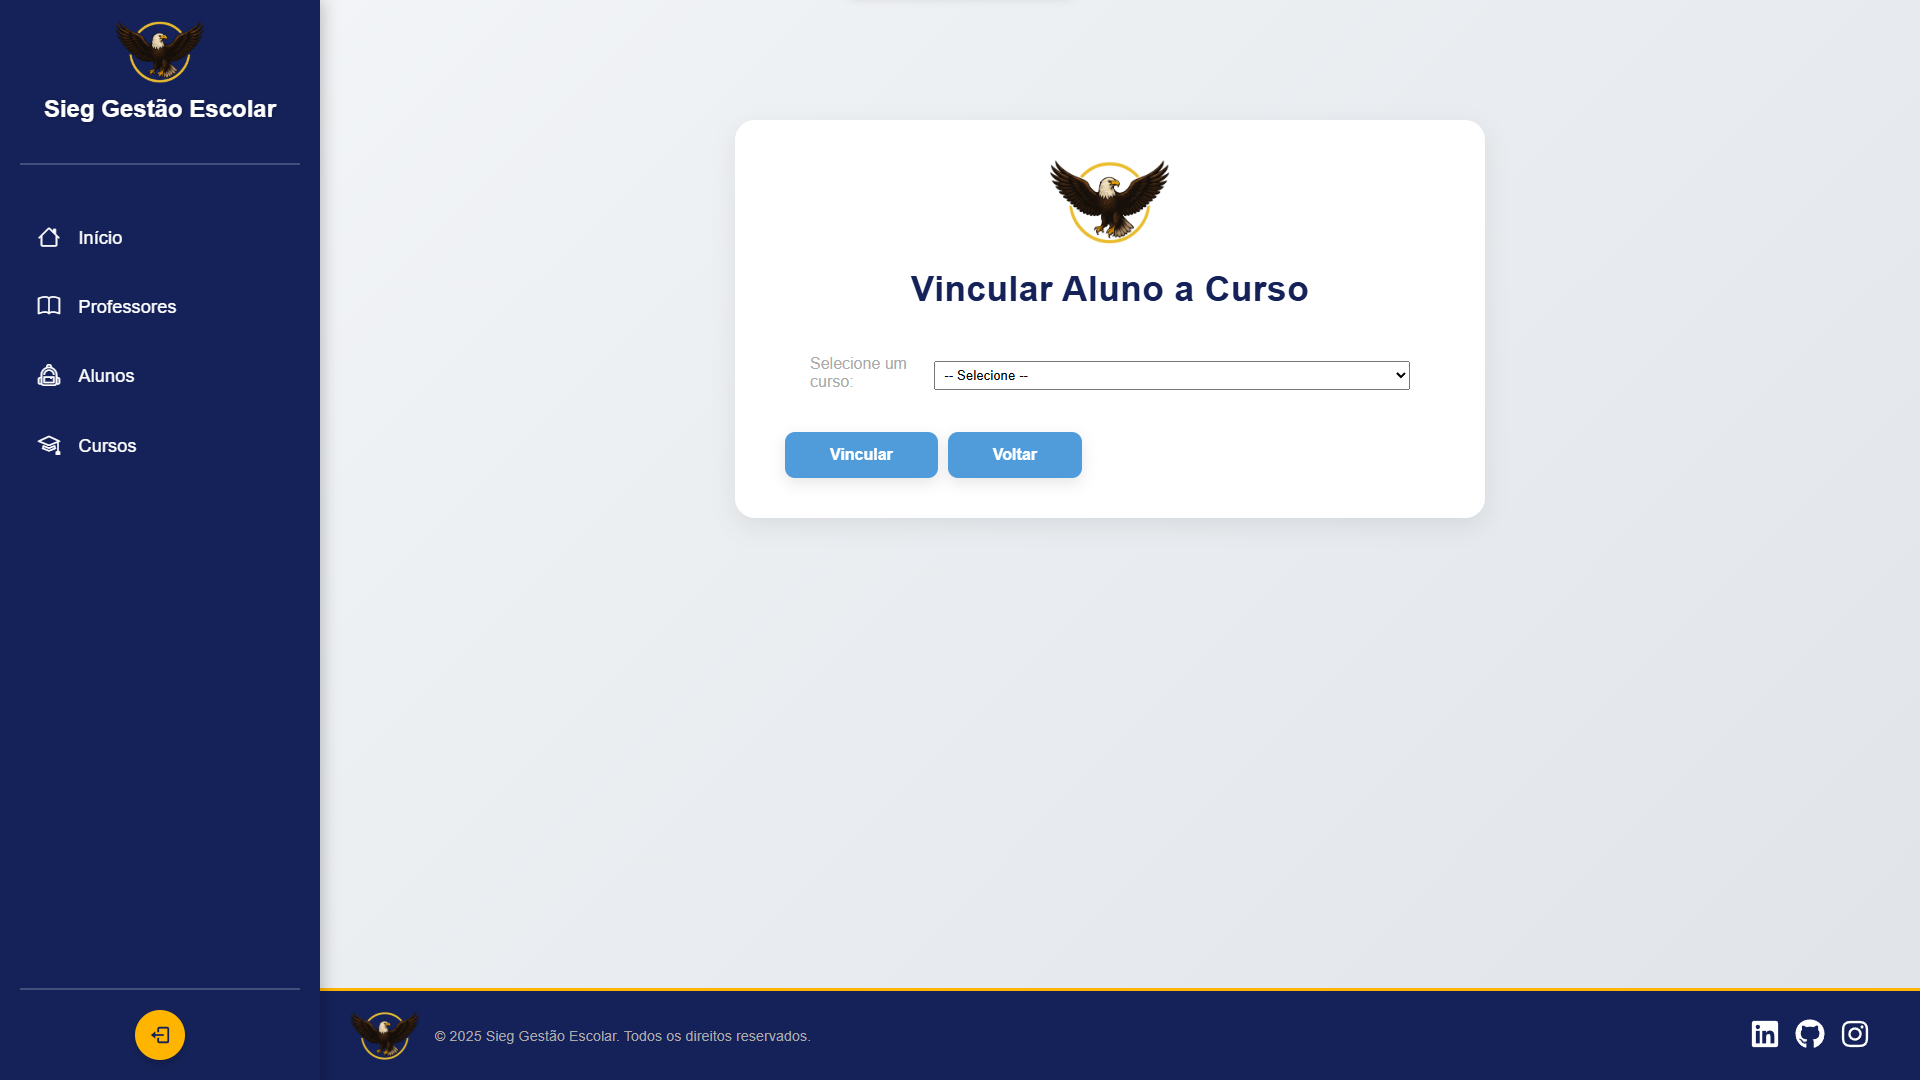 Sieg Gestão Escolar
Início
Professores
Alunos
Cursos
Vincular Aluno a Curso
Selecione um
curso:
-- Selecione --
Vincular
Voltar
© 2025 Sieg Gestão Escolar. Todos os direitos reservados.